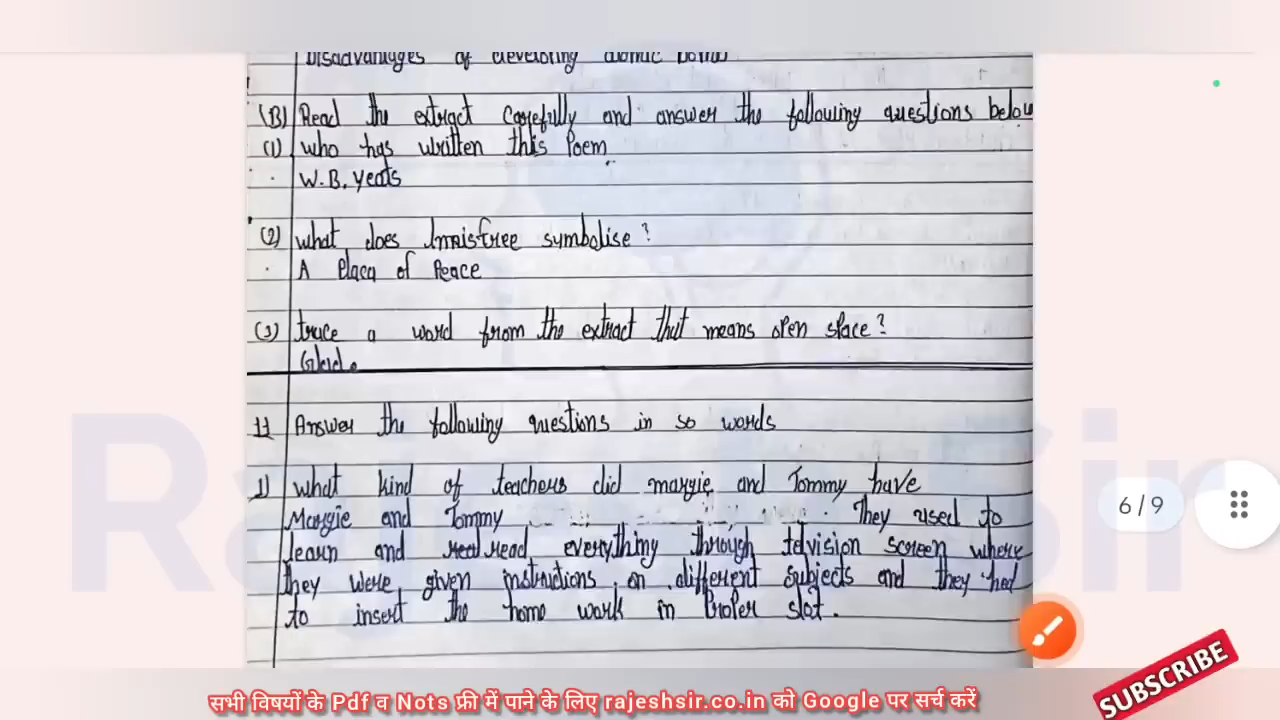 Disadvantages of developing atomic bomb
(B) Read the extract carefully and answer the following questions below
(1) who has written this Poem
W.B. yeats
(2) what does Innisfree symbolise?
A Place of Peace
(3) trace a word from the extract that means open space?
11 Answer the following questions in 50 words
1) what kind of teachers did margie and Tommy have
Margie and Tommy They used to
learn and read everything through television screen where
they were given instructions on different subjects and they had
to insert the home work in Proper slot.
6 / 9
Rajesh Sir
सभी विषयों के Pdf व Nots फ्री में पाने के लिए rajeshsir.co.in को Google पर सर्च करें
SUBSCRIBE